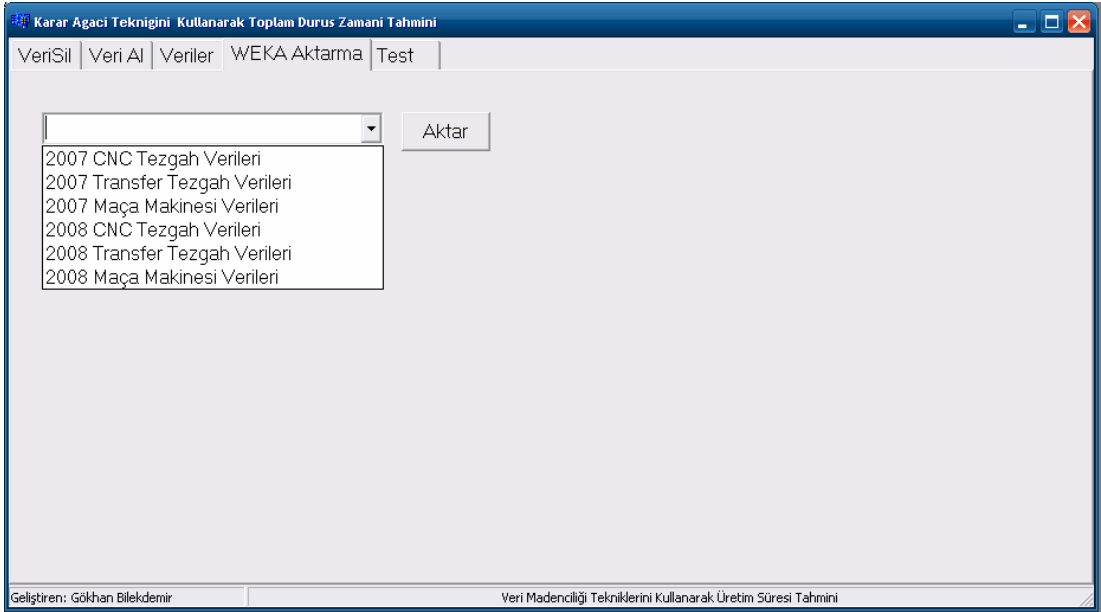 Karar Agaci Teknigini Kullanarak Toplam Durus Zamani Tahmini
VeriSil Veri Al Veriler WEKA Aktarma Test
Aktar
2007 CNC Tezgah Verileri
2007 Transfer Tezgah Verileri
2007 Maça Makinesi Verileri
2008 CNC Tezgah Verileri
2008 Transfer Tezgah Verileri
2008 Maça Makinesi Verileri
Geliştiren: Gökhan Bilekdemir Veri Madenciliği Tekniklerini Kullanarak Üretim Süresi Tahmini